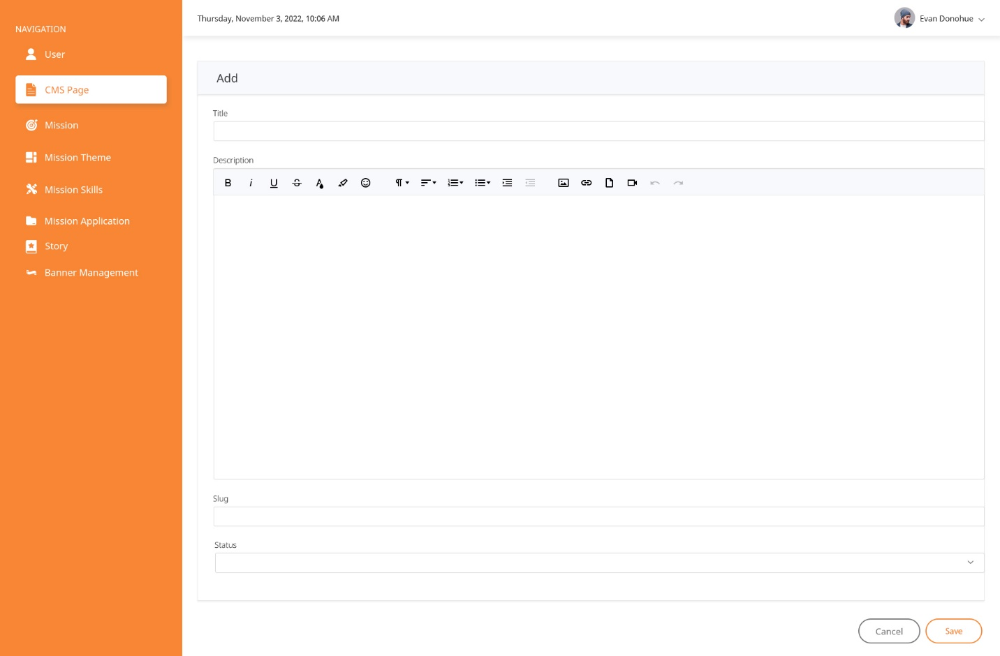 NAVIGATION
User
CMS Page
Mission
Mission Theme
Mission Skills
Mission Application
Story
Banner Management
Thursday, November 3, 2022, 10:06 AM
Evan Donohue
Add
Title
Description
Slug
Status
Cancel
Save